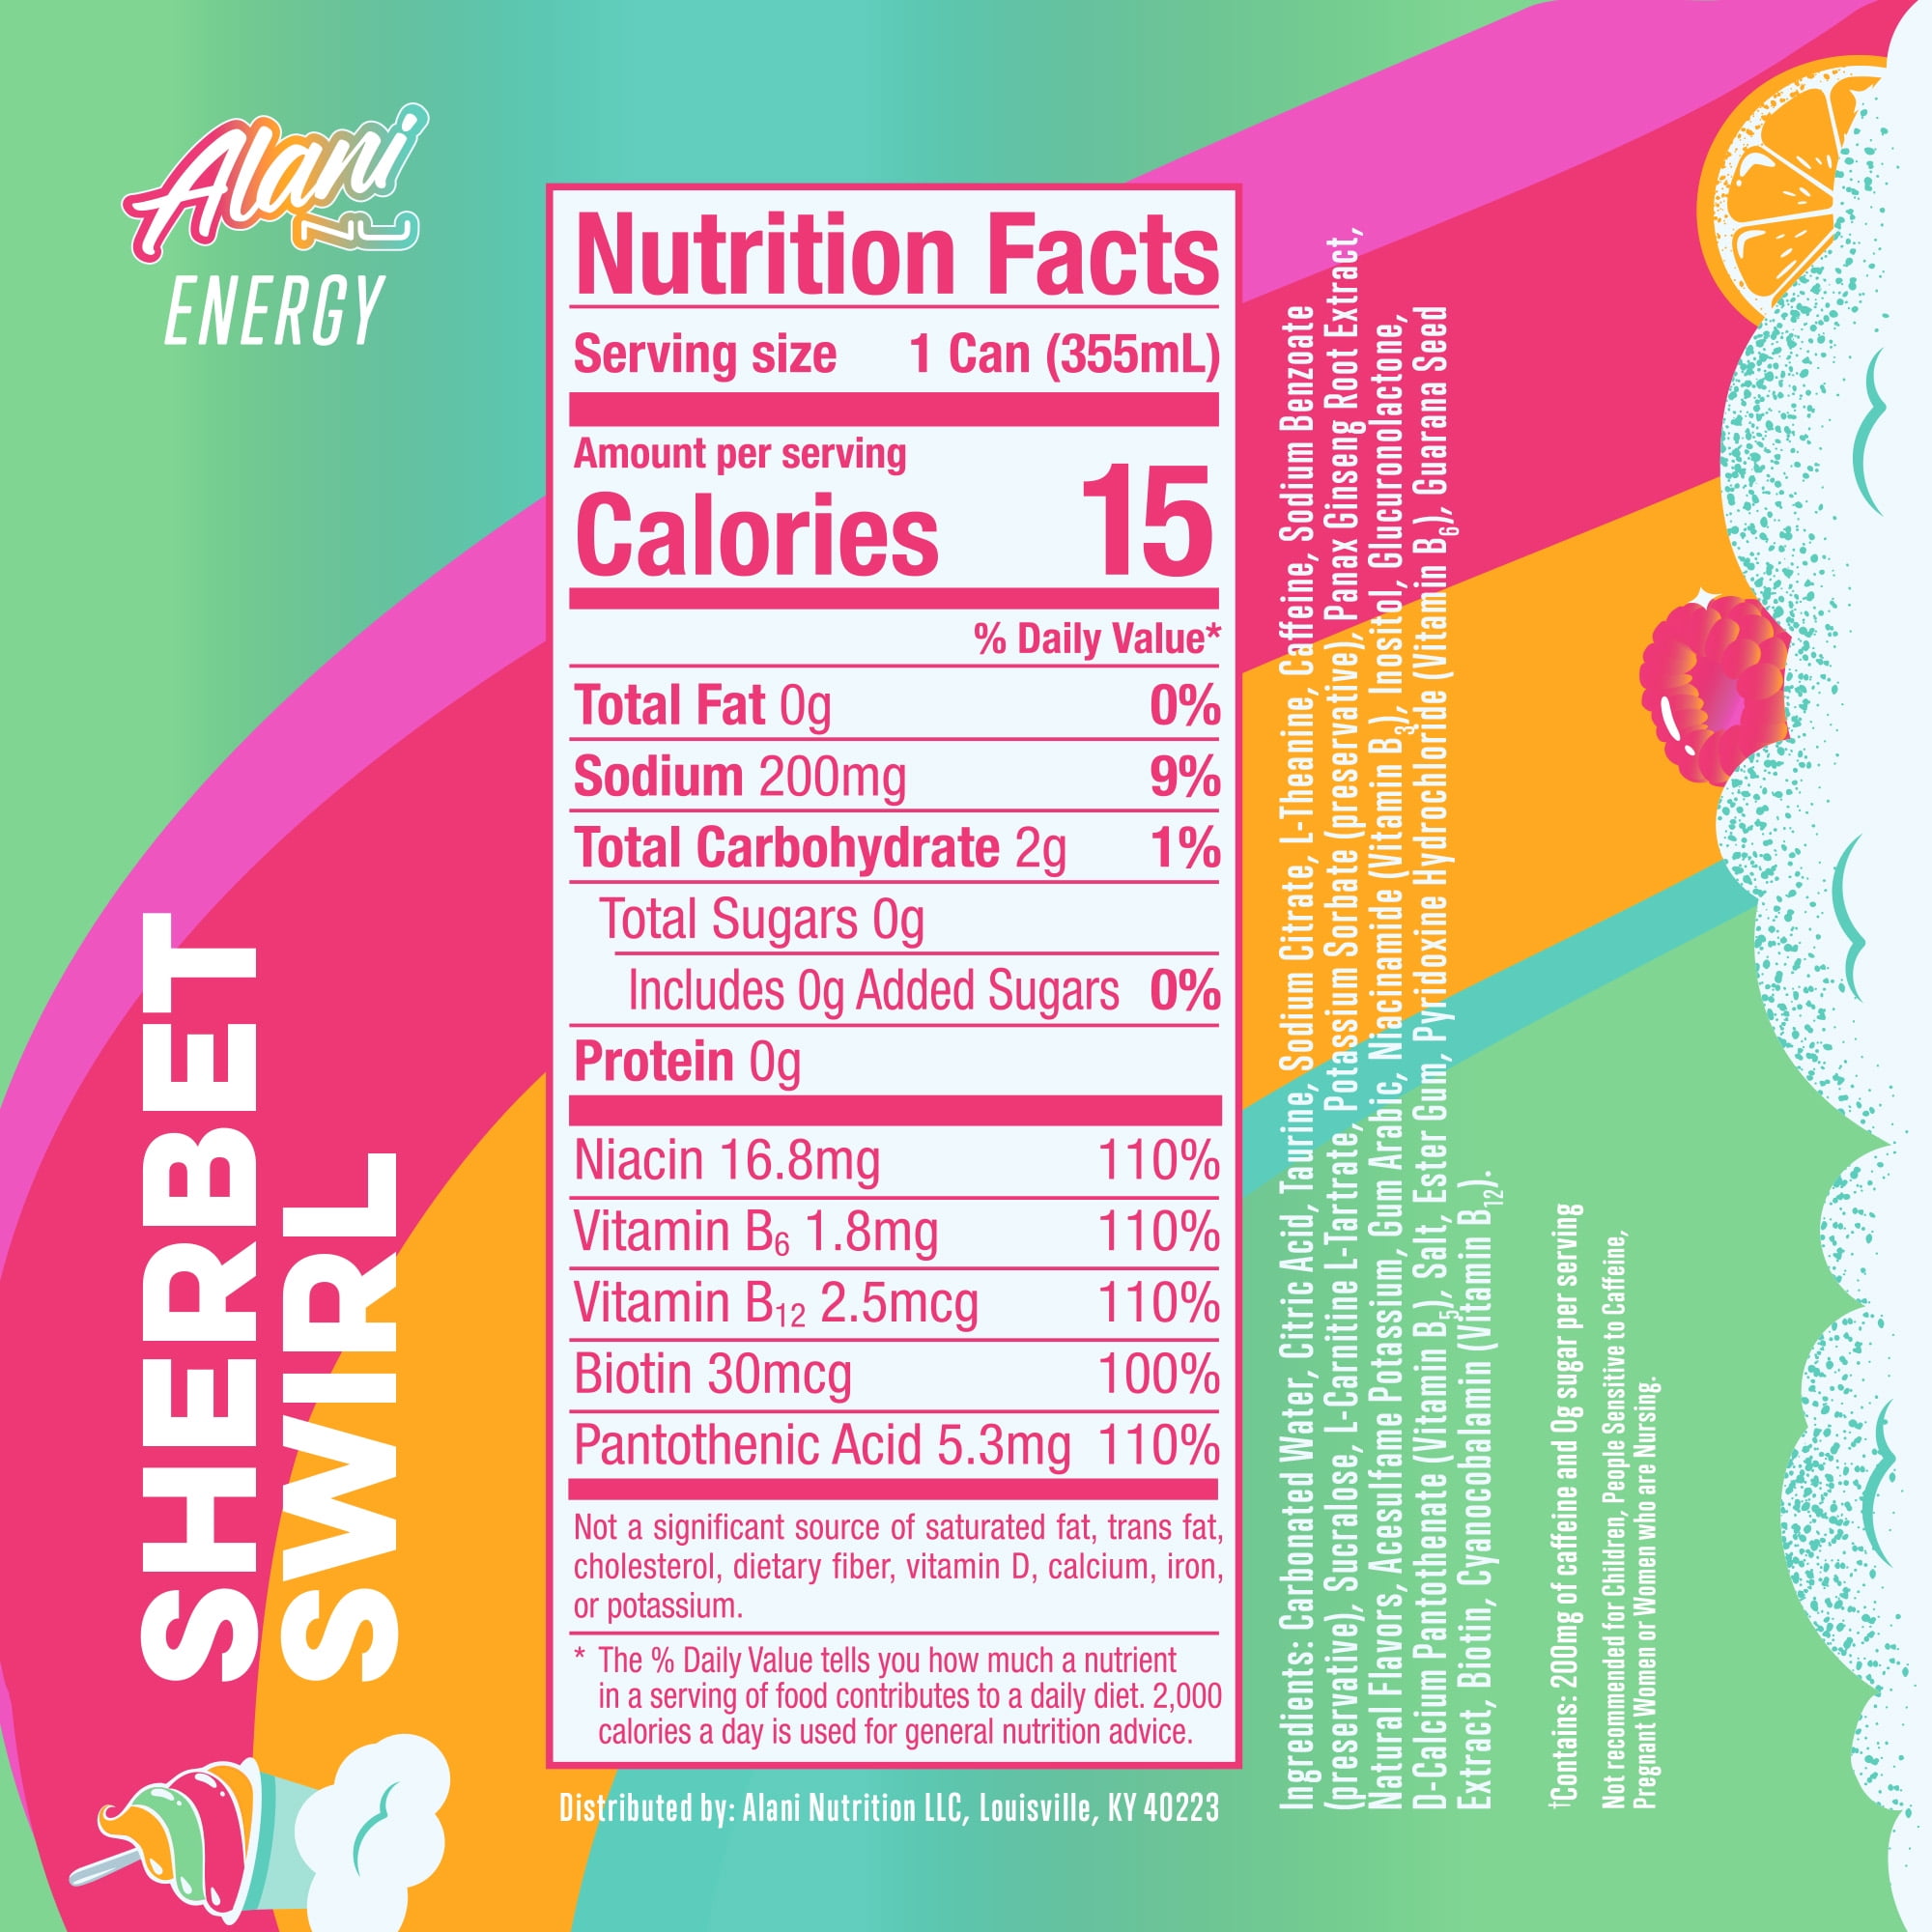 Alani
NU
ENERGY
SHERBET
SWIRL
Nutrition Facts
Serving size 1 Can (355mL)
Amount per serving
Calories 15
% Daily Value*
Total Fat 0g 0%
Sodium 200mg 9%
Total Carbohydrate 2g 1%
Total Sugars 0g
Includes 0g Added Sugars 0%
Protein 0g
Niacin 16.8mg 110%
Vitamin B₆ 1.8mg 110%
Vitamin B₁₂ 2.5mcg 110%
Biotin 30mcg 100%
Pantothenic Acid 5.3mg 110%
Not a significant source of saturated fat, trans fat,
cholesterol, dietary fiber, vitamin D, calcium, iron,
or potassium.
* The % Daily Value tells you how much a nutrient
in a serving of food contributes to a daily diet. 2,000
calories a day is used for general nutrition advice.
Distributed by: Alani Nutrition LLC, Louisville, KY 40223
Ingredients: Carbonated Water, Citric Acid, Taurine, Sodium Citrate, L-Theanine, Caffeine, Sodium Benzoate
(preservative), Sucralose, L-Carnitine L-Tartrate, Potassium Sorbate (preservative), Panax Ginseng Root Extract,
Natural Flavors, Acesulfame Potassium, Gum Arabic, Niacinamide (Vitamin B₃), Inositol, Glucuronolactone,
D-Calcium Pantothenate (Vitamin B₅), Salt, Ester Gum, Pyridoxine Hydrochloride (Vitamin B₆), Guarana Seed
Extract, Biotin, Cyanocobalamin (Vitamin B₁₂).
†Contains: 200mg of caffeine and 0g sugar per serving
Not recommended for Children, People Sensitive to Caffeine,
Pregnant Women or Women who are Nursing.